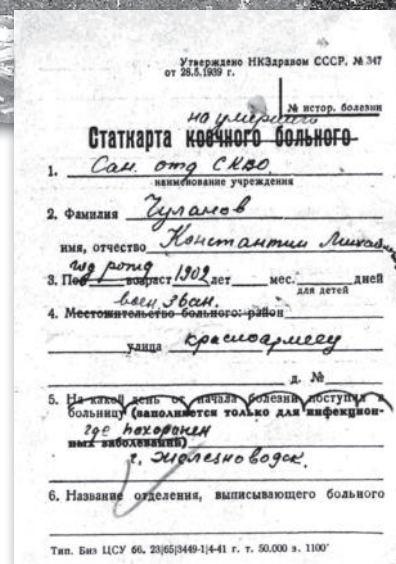 Утверждено НКЗдравом СССР. № 347
от 28.5.1939 г.
№ истор. болезни
на умершего
Статкарта коечного больного
1. Сан. отд СКВО
наименование учреждения
2. Фамилия Чуланов
имя, отчество Константин
год рожд
3. Пол возраст 1902 лет мес. дней
для детей
воен зван.
4. Местожительство больного: район
улица красноармеец
д. №
5. На какой день от начала болезни поступил в
больницу (заполняется только для инфекцион-
где похоронен
ных заболеваний)
г. Железноводск.
6. Название отделения, выписывающего больного
Тип. Биз ЦСУ 66. 23|65|3449-1|4-41 г. т. 50.000 з. 1100